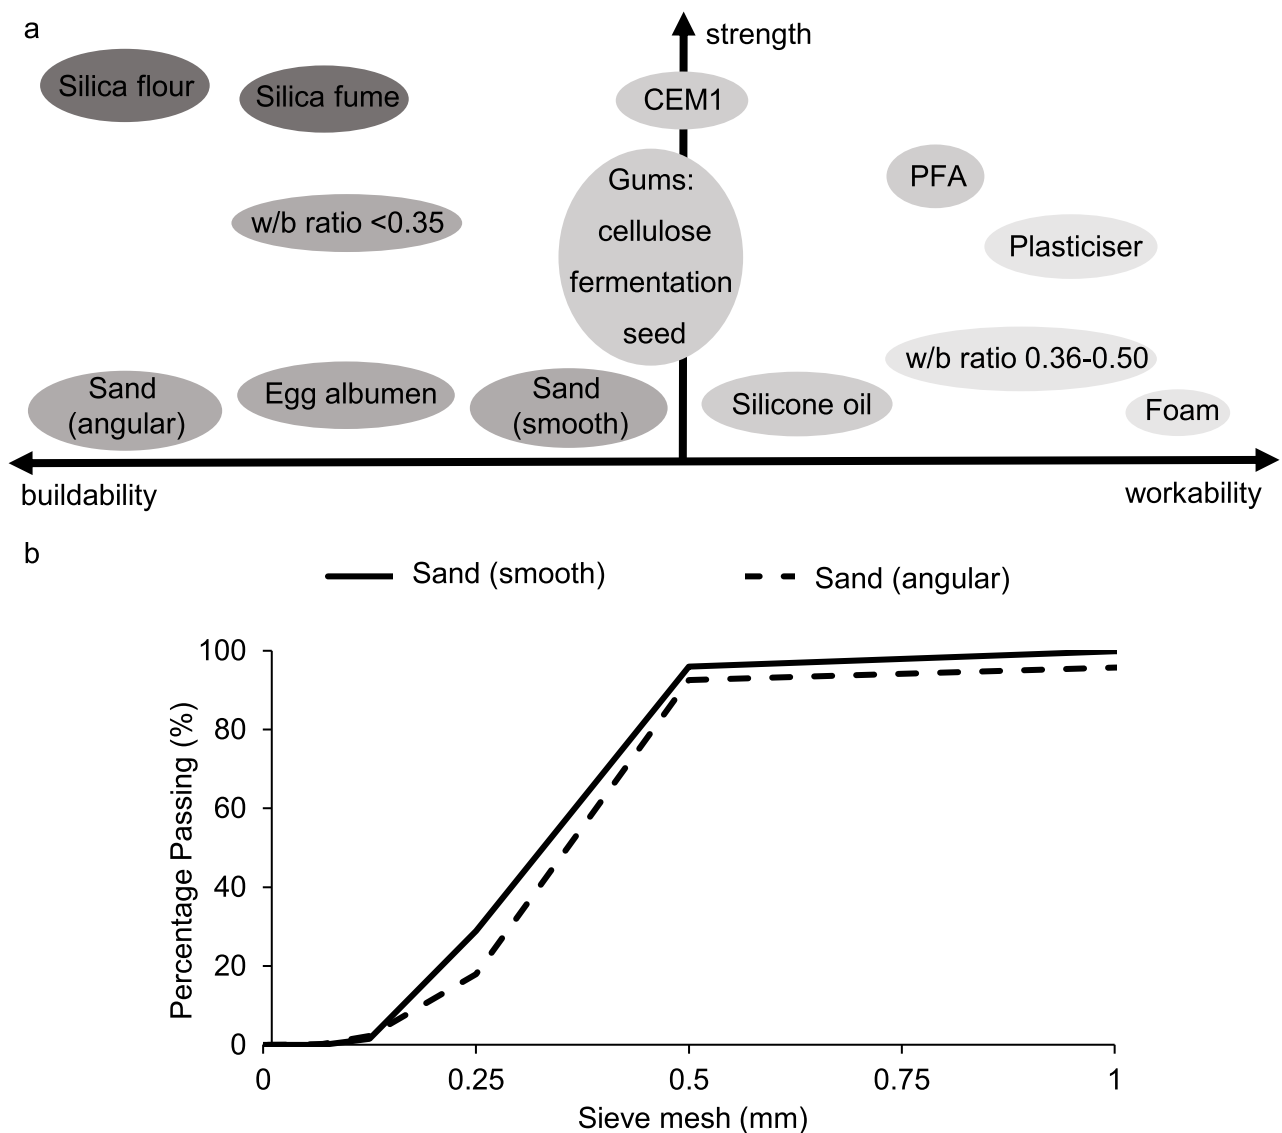 a
strength
Silica flour
Silica fume
CEM1
Gums:
cellulose
fermentation
seed
PFA
w/b ratio <0.35
Plasticiser
w/b ratio 0.36-0.50
Sand
(angular)
Egg albumen
Sand
(smooth)
Silicone oil
Foam
buildability
workability
b
Sand (smooth)
Sand (angular)
Percentage Passing (%)
100
80
60
40
20
0
0
0.25
0.5
0.75
1
Sieve mesh (mm)